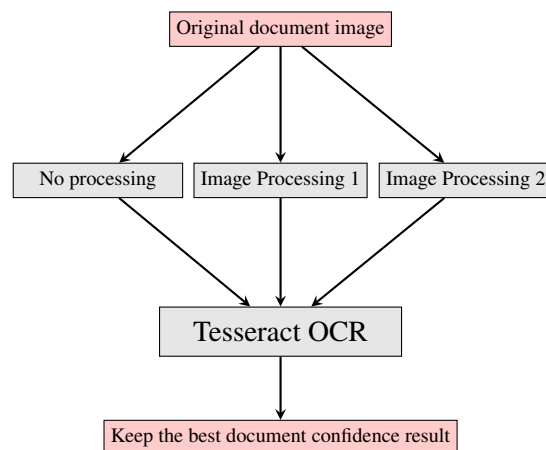 Original document image
No processing
Image Processing 1
Image Processing 2
Tesseract OCR
Keep the best document confidence result